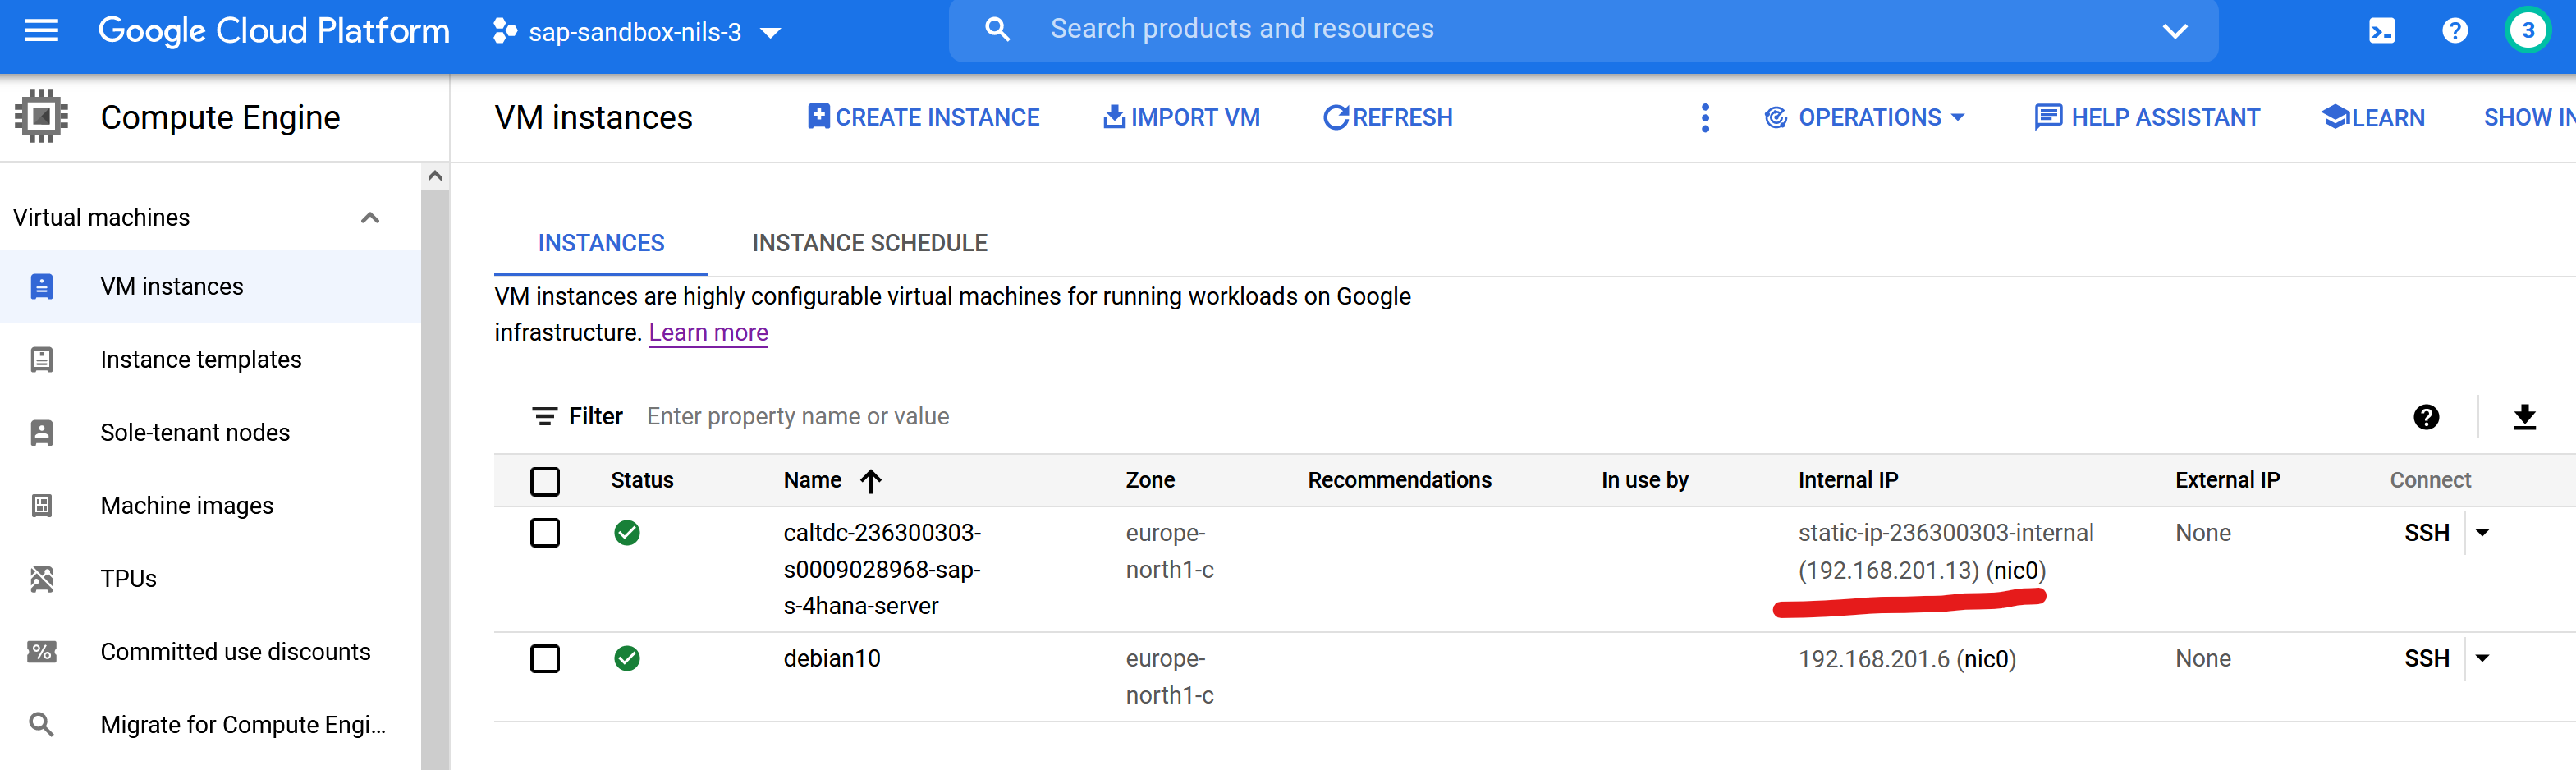 Google Cloud Platform
sap-sandbox-nils-3
Search products and resources
3
Compute Engine
VM instances
CREATE INSTANCE
IMPORT VM
REFRESH
OPERATIONS
HELP ASSISTANT
LEARN
SHOW IN
Virtual machines
VM instances
Instance templates
Sole-tenant nodes
Machine images
TPUs
Committed use discounts
Migrate for Compute Engi...
INSTANCES
INSTANCE SCHEDULE
VM instances are highly configurable virtual machines for running workloads on Google
infrastructure. Learn more
Filter Enter property name or value
Status Name Zone Recommendations In use by Internal IP External IP Connect
caltdc-236300303-
s0009028968-sap-
s-4hana-server
europe-
north1-c
static-ip-236300303-internal
(192.168.201.13) (nic0)
None
SSH
debian10
europe-
north1-c
192.168.201.6 (nic0)
None
SSH